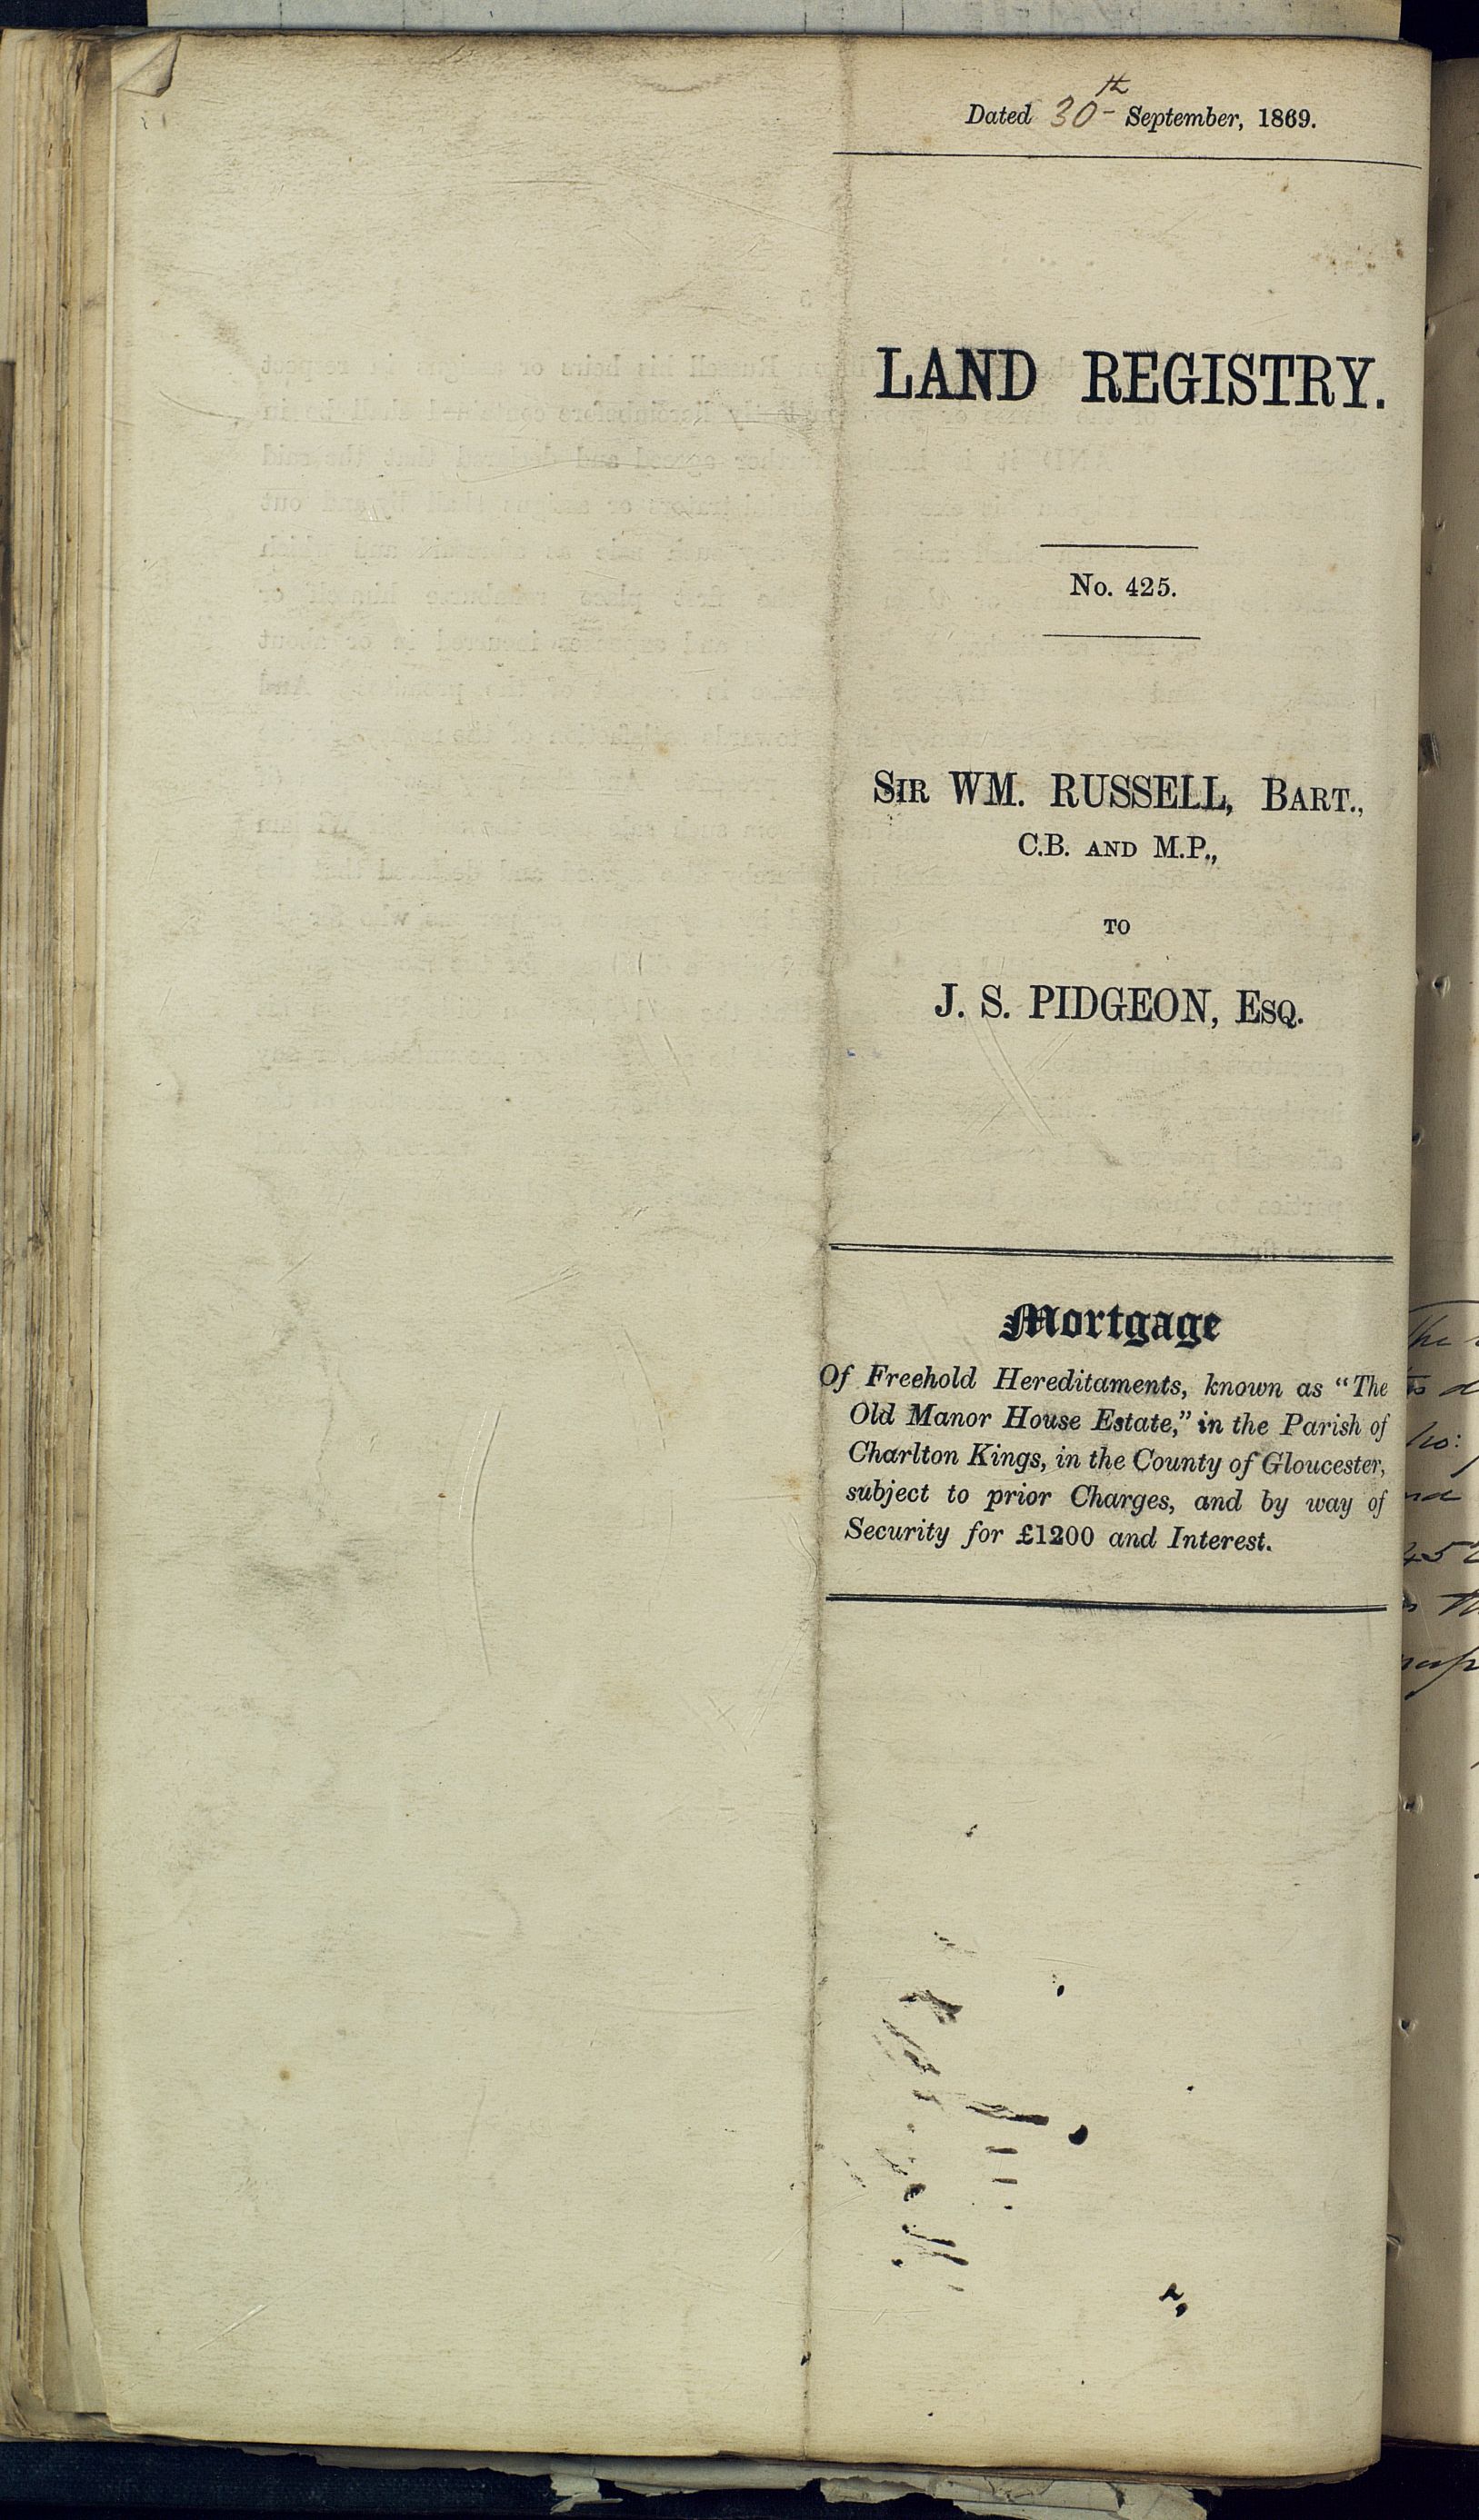 Dated 30th September, 1869.
LAND REGISTRY.
No. 425.
SIR WM. RUSSELL, BART.,
C.B. AND M.P.,
TO
J. S. PIDGEON, ESQ.
Mortgage
Of Freehold Hereditaments, known as "The
Old Manor House Estate," in the Parish of
Charlton Kings, in the County of Gloucester,
subject to prior Charges, and by way of
Security for £1200 and Interest.